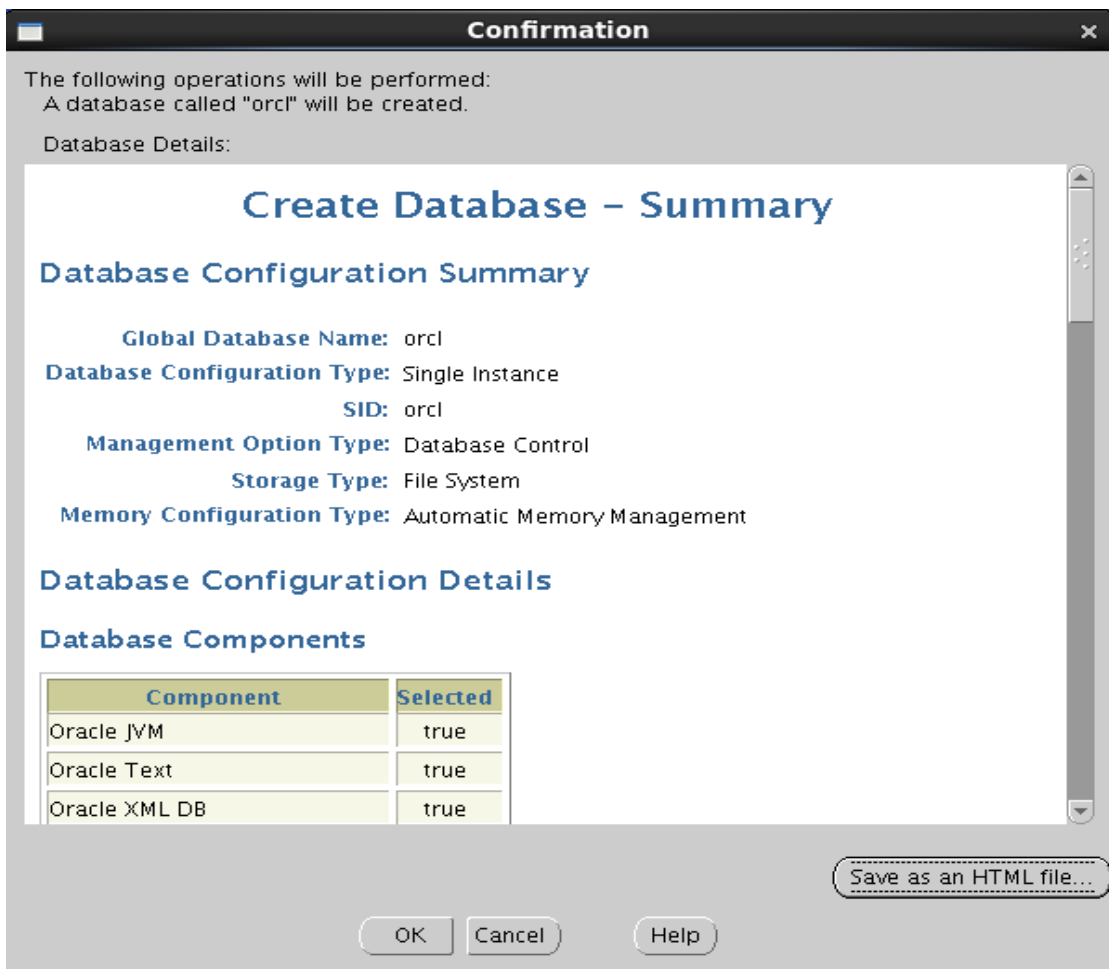 Confirmation
The following operations will be performed:
A database called "orcl" will be created.
Database Details:
Create Database – Summary
Database Configuration Summary
Global Database Name: orcl
Database Configuration Type: Single Instance
SID: orcl
Management Option Type: Database Control
Storage Type: File System
Memory Configuration Type: Automatic Memory Management
Database Configuration Details
Database Components
Component Selected
Oracle JVM true
Oracle Text true
Oracle XML DB true
Save as an HTML file...
OK Cancel Help